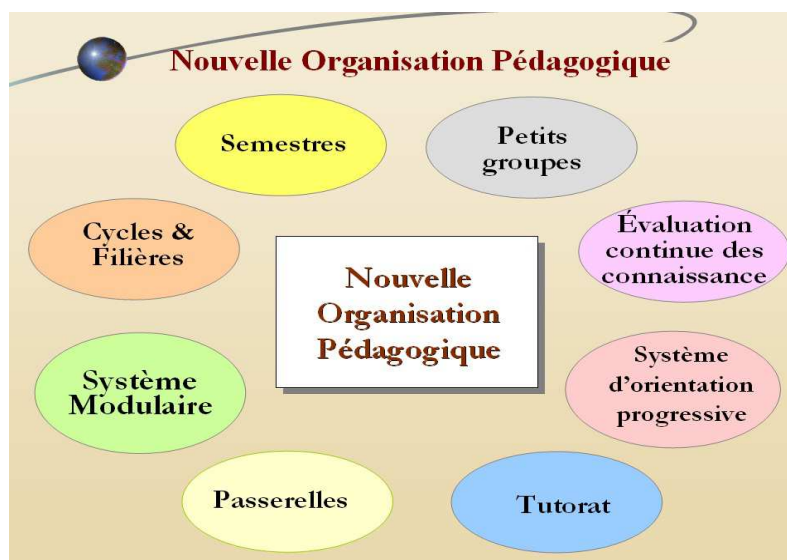 Nouvelle Organisation Pédagogique
Semestres
Petits
groupes
Cycles &
Filières
Évaluation
continue des
connaissance
Nouvelle
Organisation
Pédagogique
Système
Modulaire
Système
d'orientation
progressive
Passerelles
Tutorat